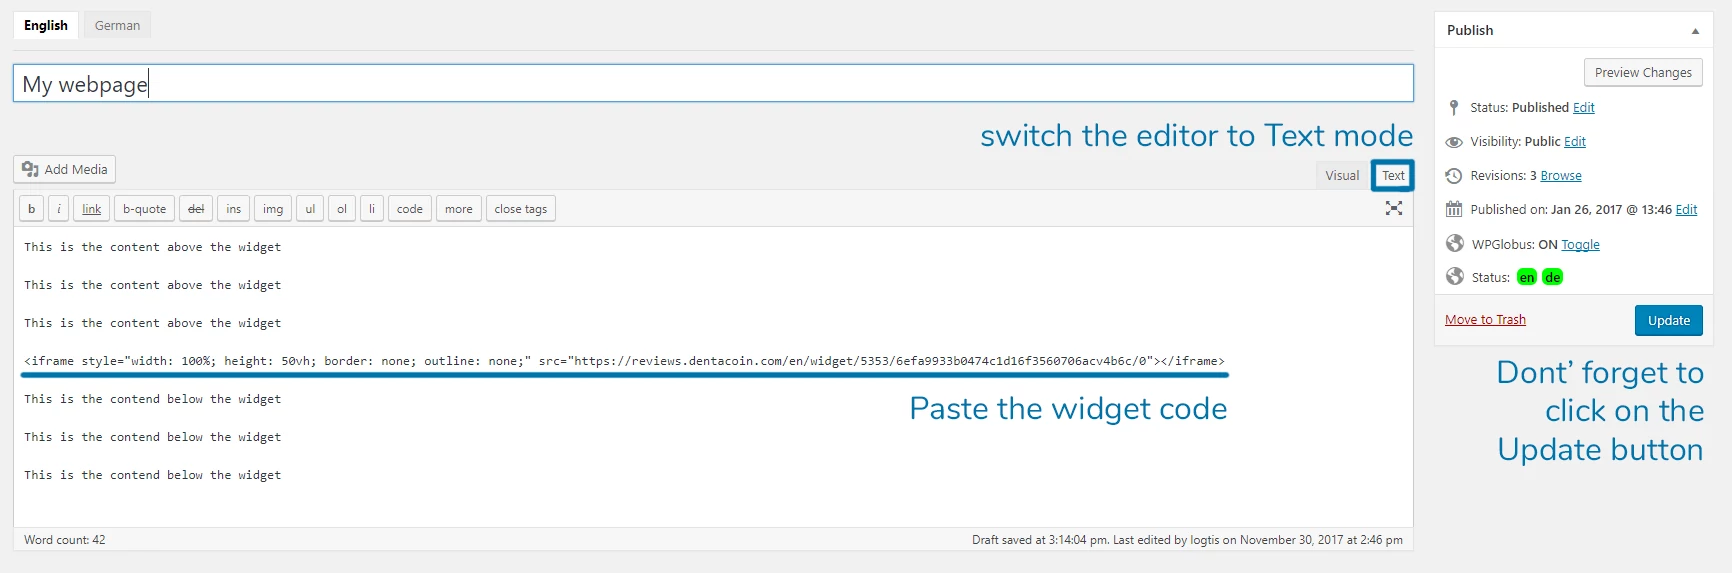 English German
My webpage
switch the editor to Text mode
Add Media
Visual Text
b i link b-quote del ins img ul ol li code more close tags
This is the content above the widget
This is the content above the widget
This is the content above the widget
<iframe style="width: 100%; height: 50vh; border: none; outline: none;" src="https://reviews.dentacoin.com/en/widget/5353/6efa9933b0474c1d16f3560706acv4b6c/0"></iframe>
Paste the widget code
This is the contend below the widget
This is the contend below the widget
This is the contend below the widget
Word count: 42
Draft saved at 3:14:04 pm. Last edited by logtis on November 30, 2017 at 2:46 pm
Publish
Preview Changes
Status: Published Edit
Visibility: Public Edit
Revisions: 3 Browse
Published on: Jan 26, 2017 @ 13:46 Edit
WPGlobus: ON Toggle
Status: en de
Move to Trash Update
Dont’ forget to
click on the
Update button